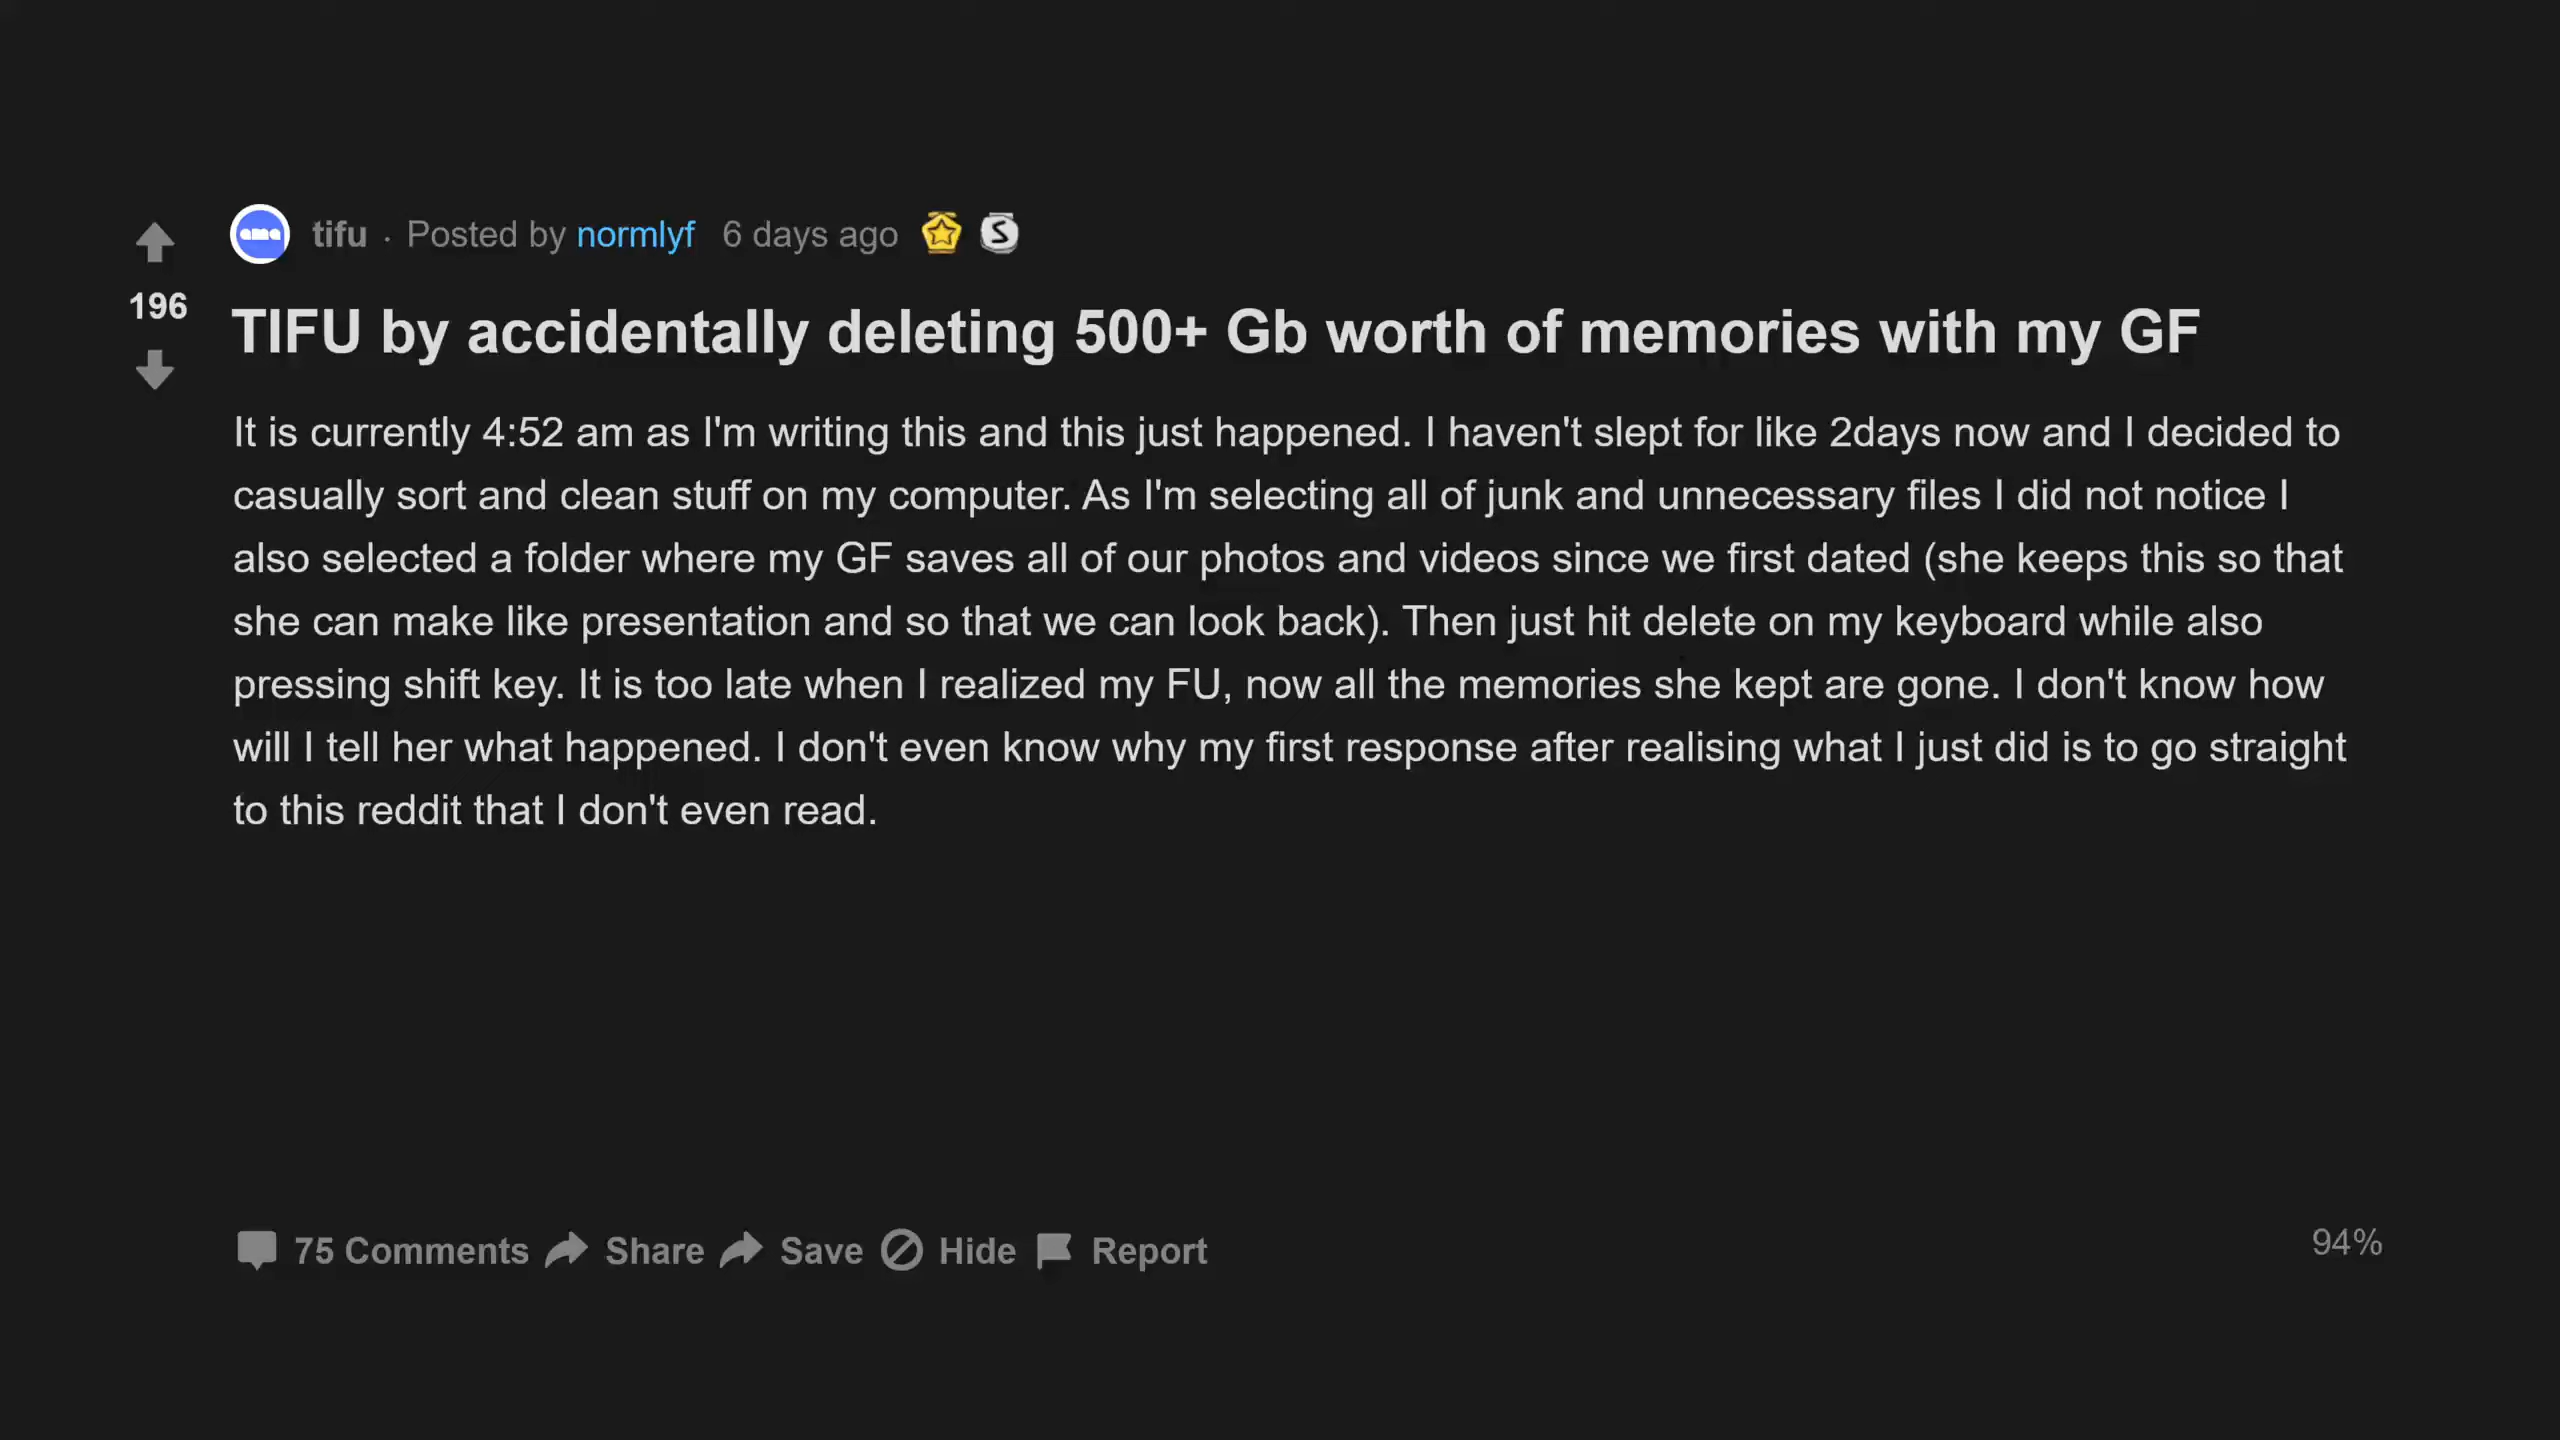 tifu · Posted by normlyf 6 days ago
196
TIFU by accidentally deleting 500+ Gb worth of memories with my GF
It is currently 4:52 am as I'm writing this and this just happened. I haven't slept for like 2days now and I decided to
casually sort and clean stuff on my computer. As I'm selecting all of junk and unnecessary files I did not notice I
also selected a folder where my GF saves all of our photos and videos since we first dated (she keeps this so that
she can make like presentation and so that we can look back). Then just hit delete on my keyboard while also
pressing shift key. It is too late when I realized my FU, now all the memories she kept are gone. I don't know how
will I tell her what happened. I don't even know why my first response after realising what I just did is to go straight
to this reddit that I don't even read.
75 Comments Share Save Hide Report
94%